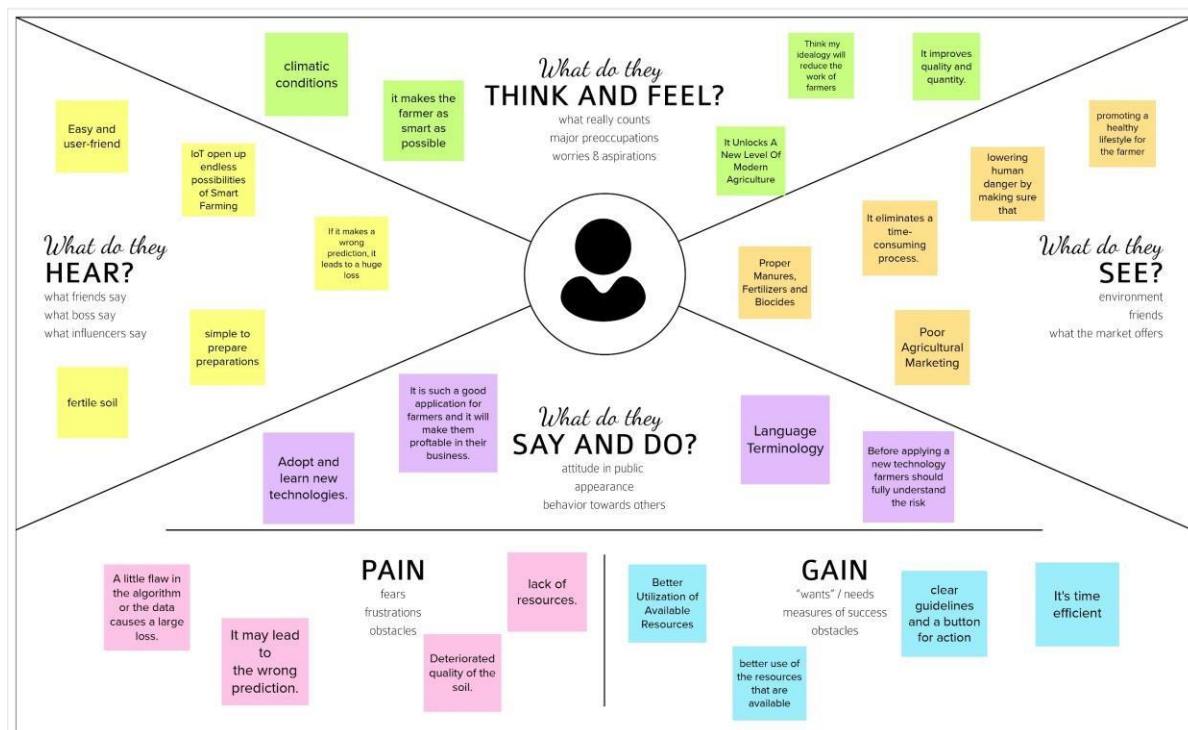 What do they
THINK AND FEEL?
what really counts
major preoccupations
worries & aspirations
climatic
conditions
it makes the
farmer as
smart as
possible
Think my
idealogy will
reduce the
work of
farmers
It improves
quality and
quantity.
It Unlocks A
New Level Of
Modern
Agriculture
What do they
HEAR?
what friends say
what boss say
what influencers say
Easy and
user-friend
IoT open up
endless
possibilities
of Smart
Farming
If it makes a
wrong
prediction, it
leads to a huge
loss
simple to
prepare
preparations
fertile soil
What do they
SEE?
environment
friends
what the market offers
promoting a
healthy
lifestyle for
the farmer
lowering
human
danger by
making sure
that
It eliminates a
time-
consuming
process.
Proper
Manures,
Fertilizers and
Biocides
Poor
Agricultural
Marketing
What do they
SAY AND DO?
attitude in public
appearance
behavior towards others
Adopt and
learn new
technologies.
It is such a good
application for
farmers and it will
make them
proftable in their
business.
Language
Terminology
Before applying a
new technology
farmers should
fully understand
the risk
PAIN
fears
frustrations
obstacles
A little flaw in
the algorithm
or the data
causes a large
loss.
It may lead
to
the wrong
prediction.
lack of
resources.
Deteriorated
quality of the
soil.
GAIN
"wants" / needs
measures of success
obstacles
Better
Utilization of
Available
Resources
better use of
the resources
that are
available
clear
guidelines
and a button
for action
It's time
efficient